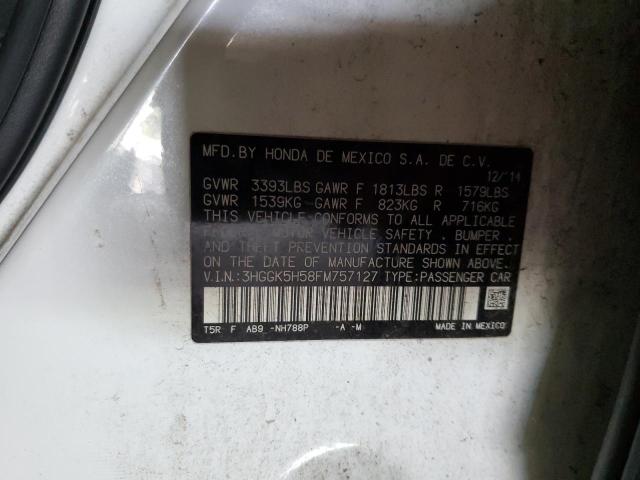 MFD. BY HONDA DE MEXICO S.A. DE C.V.
12/'14
GVWR 3393LBS GAWR F 1813LBS R 1579LBS
GVWR 1539KG GAWR F 823KG R 716KG
THIS VEHICLE CONFORMS TO ALL APPLICABLE
FEDERAL MOTOR VEHICLE SAFETY , BUMPER ,
AND THEFT PREVENTION STANDARDS IN EFFECT
ON THE DATE OF MANUFACTURE SHOWN ABOVE.
V.I.N.:3HGGK5H58FM757127 TYPE:PASSENGER CAR
T5R F AB9 -NH788P -A -M MADE IN MEXICO